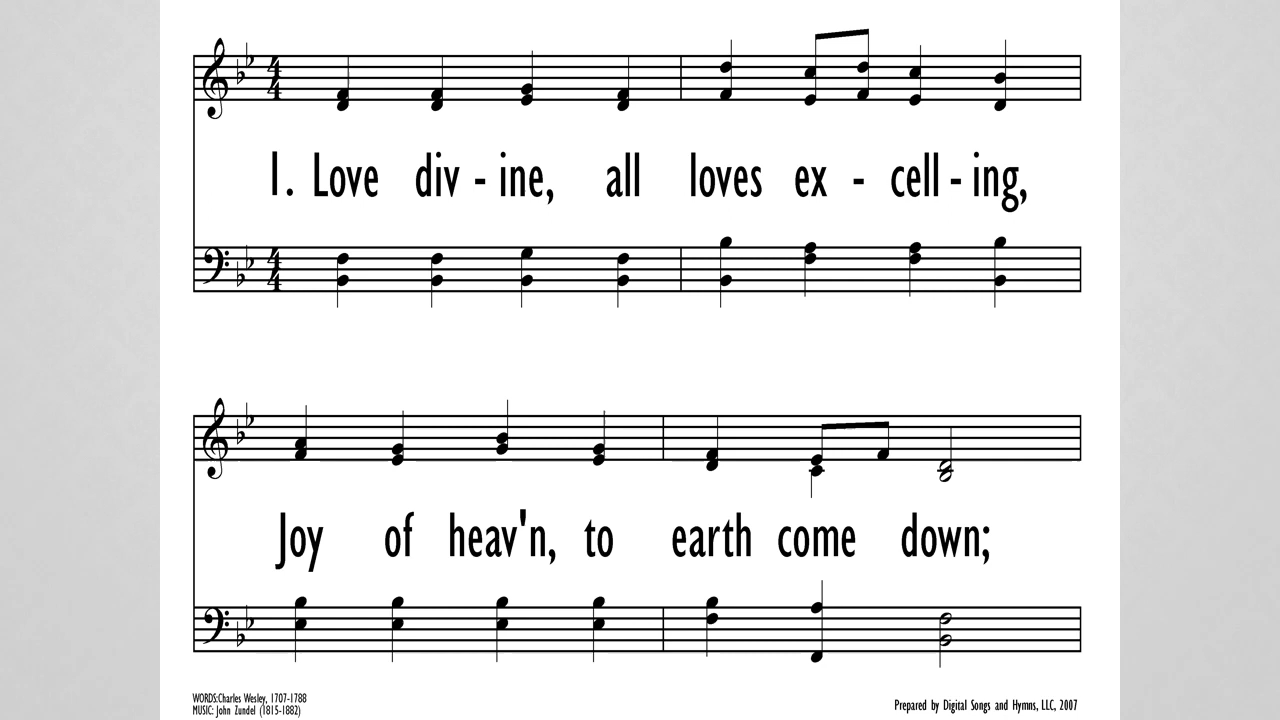 1. Love div - ine, all loves ex - cell - ing,
Joy of heav'n, to earth come down;
WORDS:Charles Wesley, 1707-1788
MUSIC: John Zundel (1815-1882)
Prepared by Digital Songs and Hymns, LLC, 2007